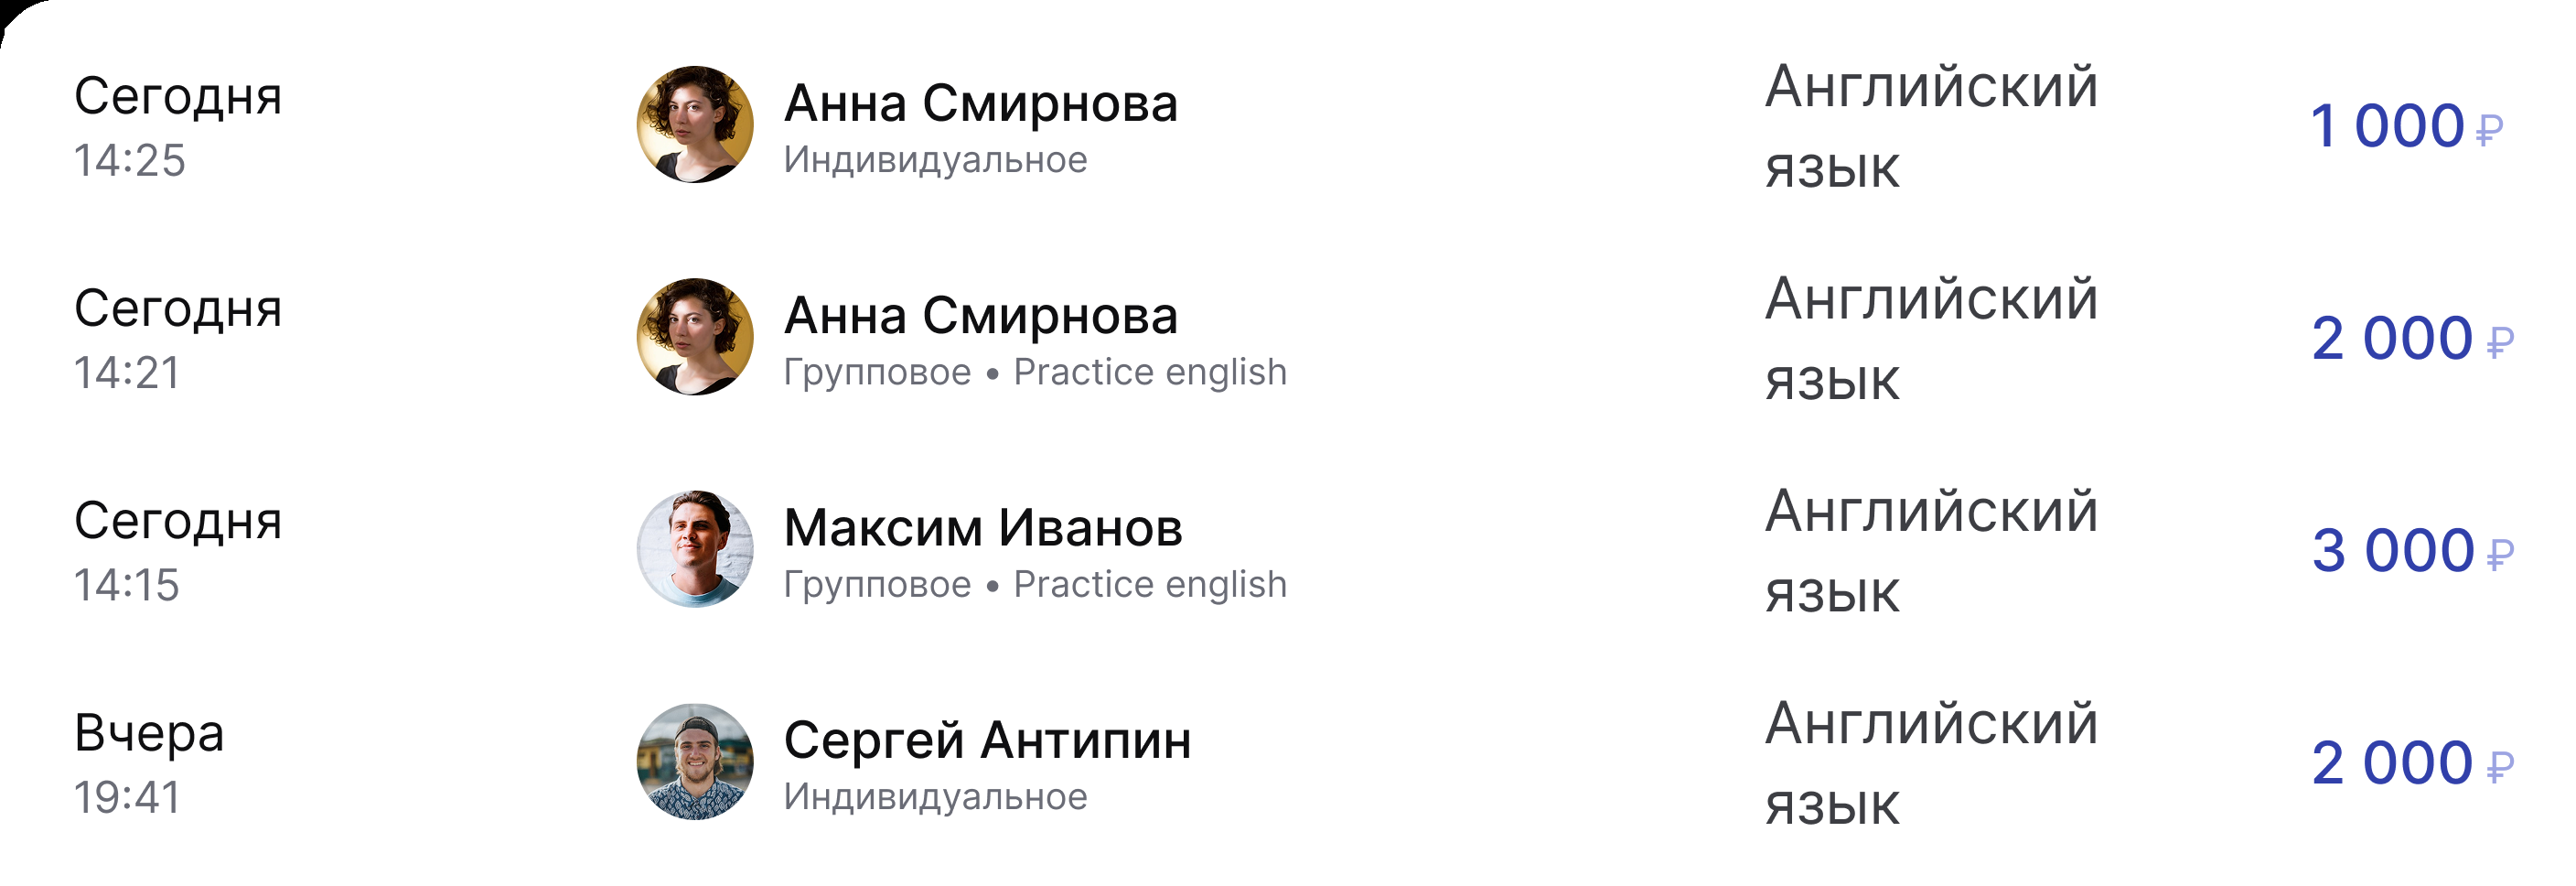 Сегодня
14:25
Анна Смирнова
Индивидуальное
Английский
язык
1 000 ₽
Сегодня
14:21
Анна Смирнова
Групповое • Practice english
Английский
язык
2 000 ₽
Сегодня
14:15
Максим Иванов
Групповое • Practice english
Английский
язык
3 000 ₽
Вчера
19:41
Сергей Антипин
Индивидуальное
Английский
язык
2 000 ₽